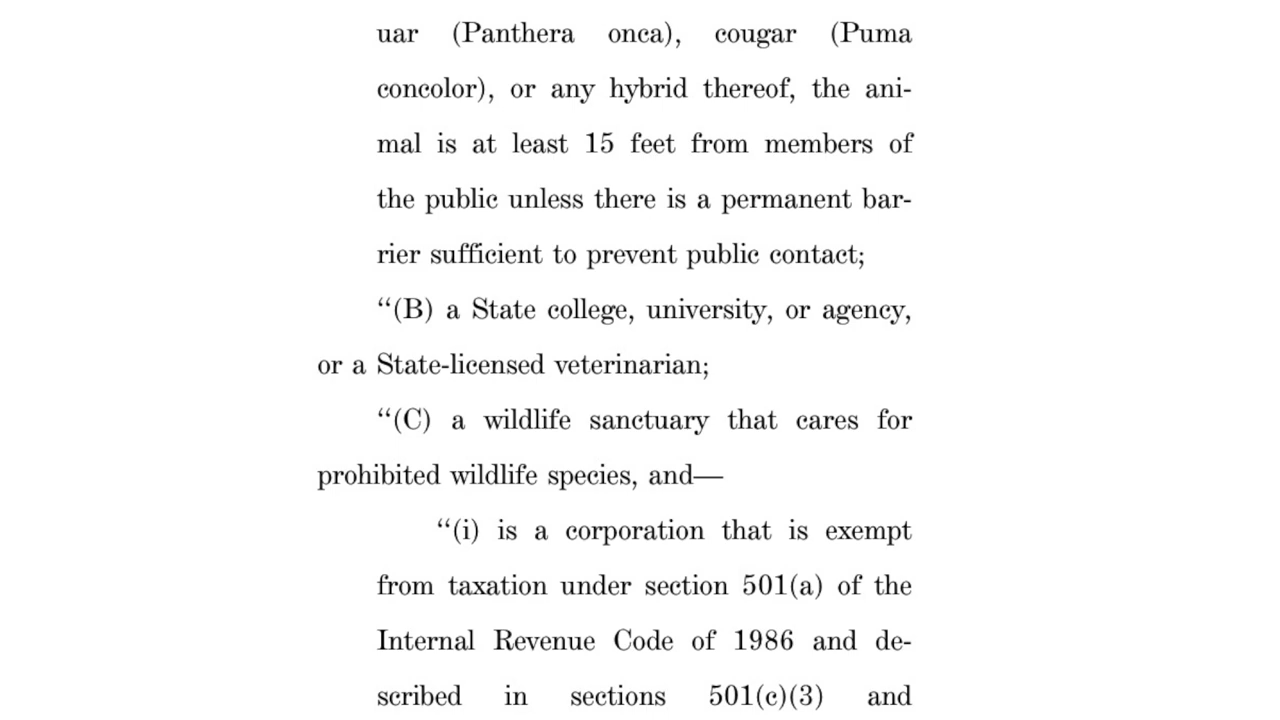 uar (Panthera onca), cougar (Puma
concolor), or any hybrid thereof, the ani-
mal is at least 15 feet from members of
the public unless there is a permanent bar-
rier sufficient to prevent public contact;
“(B) a State college, university, or agency,
or a State-licensed veterinarian;
“(C) a wildlife sanctuary that cares for
prohibited wildlife species, and—
“(i) is a corporation that is exempt
from taxation under section 501(a) of the
Internal Revenue Code of 1986 and de-
scribed in sections 501(c)(3) and